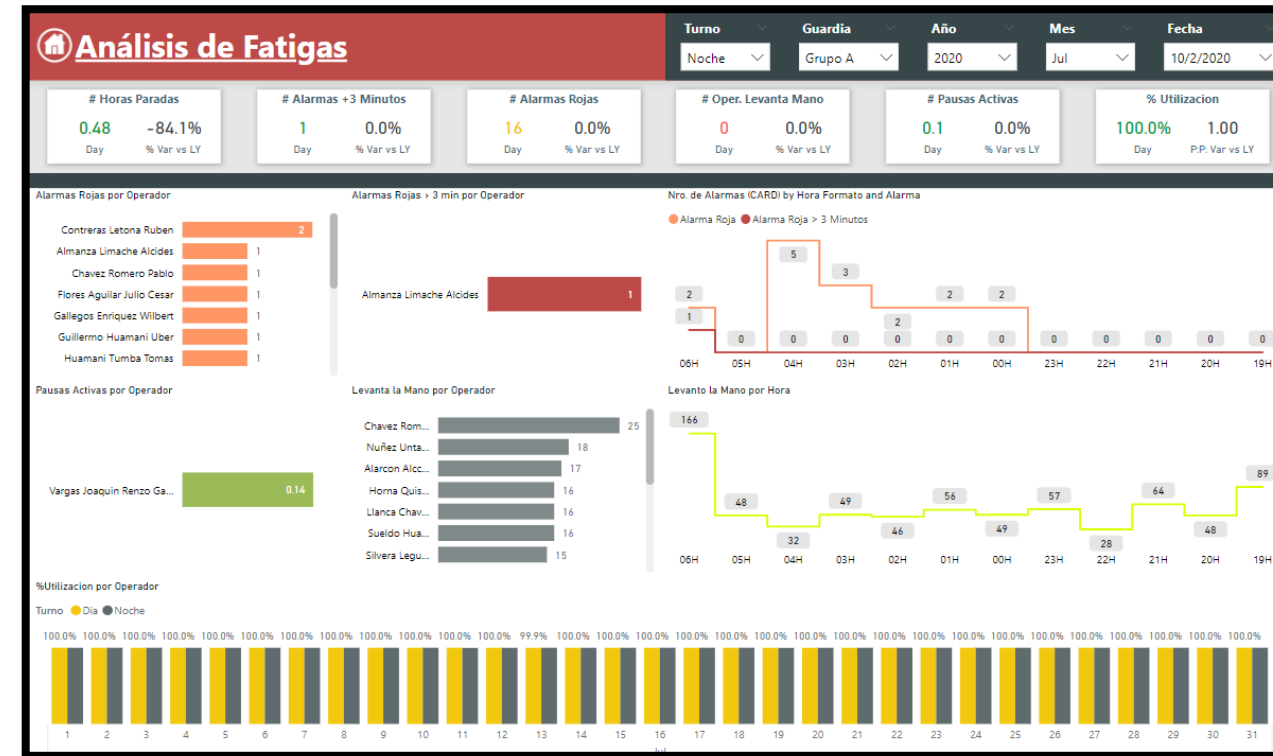 Análisis de Fatigas
Turno Guardia Año Mes Fecha
Noche Grupo A 2020 Jul 10/2/2020
# Horas Paradas
0.48 -84.1%
Day % Var vs LY
# Alarmas +3 Minutos
1 0.0%
Day % Var vs LY
# Alarmas Rojas
16 0.0%
Day % Var vs LY
# Oper. Levanta Mano
0 0.0%
Day % Var vs LY
# Pausas Activas
0.1 0.0%
Day % Var vs LY
% Utilizacion
100.0% 1.00
Day P.P: Var vs LY
Alarmas Rojas por Operador
Contreras Letona Ruben 2
Almanza Limache Alcides 1
Chavez Romero Pablo 1
Flores Aguilar Julio Cesar 1
Gallegos Enriquez Wilbert 1
Guillermo Huamani Uber 1
Huamani Tumba Tomas 1
Alarmas Rojas > 3 min por Operador
Almanza Limache Alcides 1
Nro. de Alarmas (CARD) by Hora Formato and Alarma
Alarma Roja Alarma Roja > 3 Minutos
5
3
2 2 2
1 2
0 0 0 0 0 0 0 0 0 0 0
06H 05H 04H 03H 02H 01H 00H 23H 22H 21H 20H 19H
Pausas Activas por Operador
Vargas Joaquin Renzo Ga... 0.14
Levanta la Mano por Operador
Chavez Rom... 25
Nuñez Unta... 18
Alarcon Alcc... 17
Horna Quis... 16
Llanca Chav... 16
Sueldo Hua... 16
Silvera Legu... 15
Levanto la Mano por Hora
166 48 32 49 46 56 49 57 28 64 48 89
06H 05H 04H 03H 02H 01H 00H 23H 22H 21H 20H 19H
%Utilizacion por Operador
Turno Dia Noche
100.0% 100.0% 100.0% 100.0% 100.0% 100.0% 100.0% 100.0% 100.0% 100.0% 100.0% 100.0% 99.9% 100.0% 100.0% 100.0% 100.0% 100.0% 100.0% 100.0% 100.0% 100.0% 100.0% 100.0% 100.0% 100.0% 100.0% 100.0% 100.0% 100.0% 100.0%
1 2 3 4 5 6 7 8 9 10 11 12 13 14 15 16 17 18 19 20 21 22 23 24 25 26 27 28 29 30 31
Jul